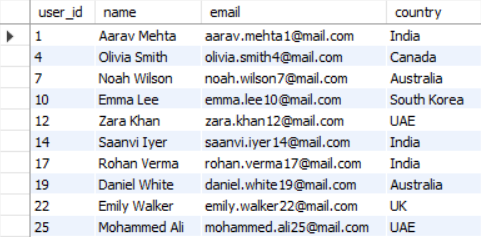 user_id name email country
1 Aarav Mehta aarav.mehta1@mail.com India
4 Olivia Smith olivia.smith4@mail.com Canada
7 Noah Wilson noah.wilson7@mail.com Australia
10 Emma Lee emma.lee10@mail.com South Korea
12 Zara Khan zara.khan12@mail.com UAE
14 Saanvi Iyer saanvi.iyer14@mail.com India
17 Rohan Verma rohan.verma17@mail.com India
19 Daniel White daniel.white19@mail.com Australia
22 Emily Walker emily.walker22@mail.com UK
25 Mohammed Ali mohammed.ali25@mail.com UAE